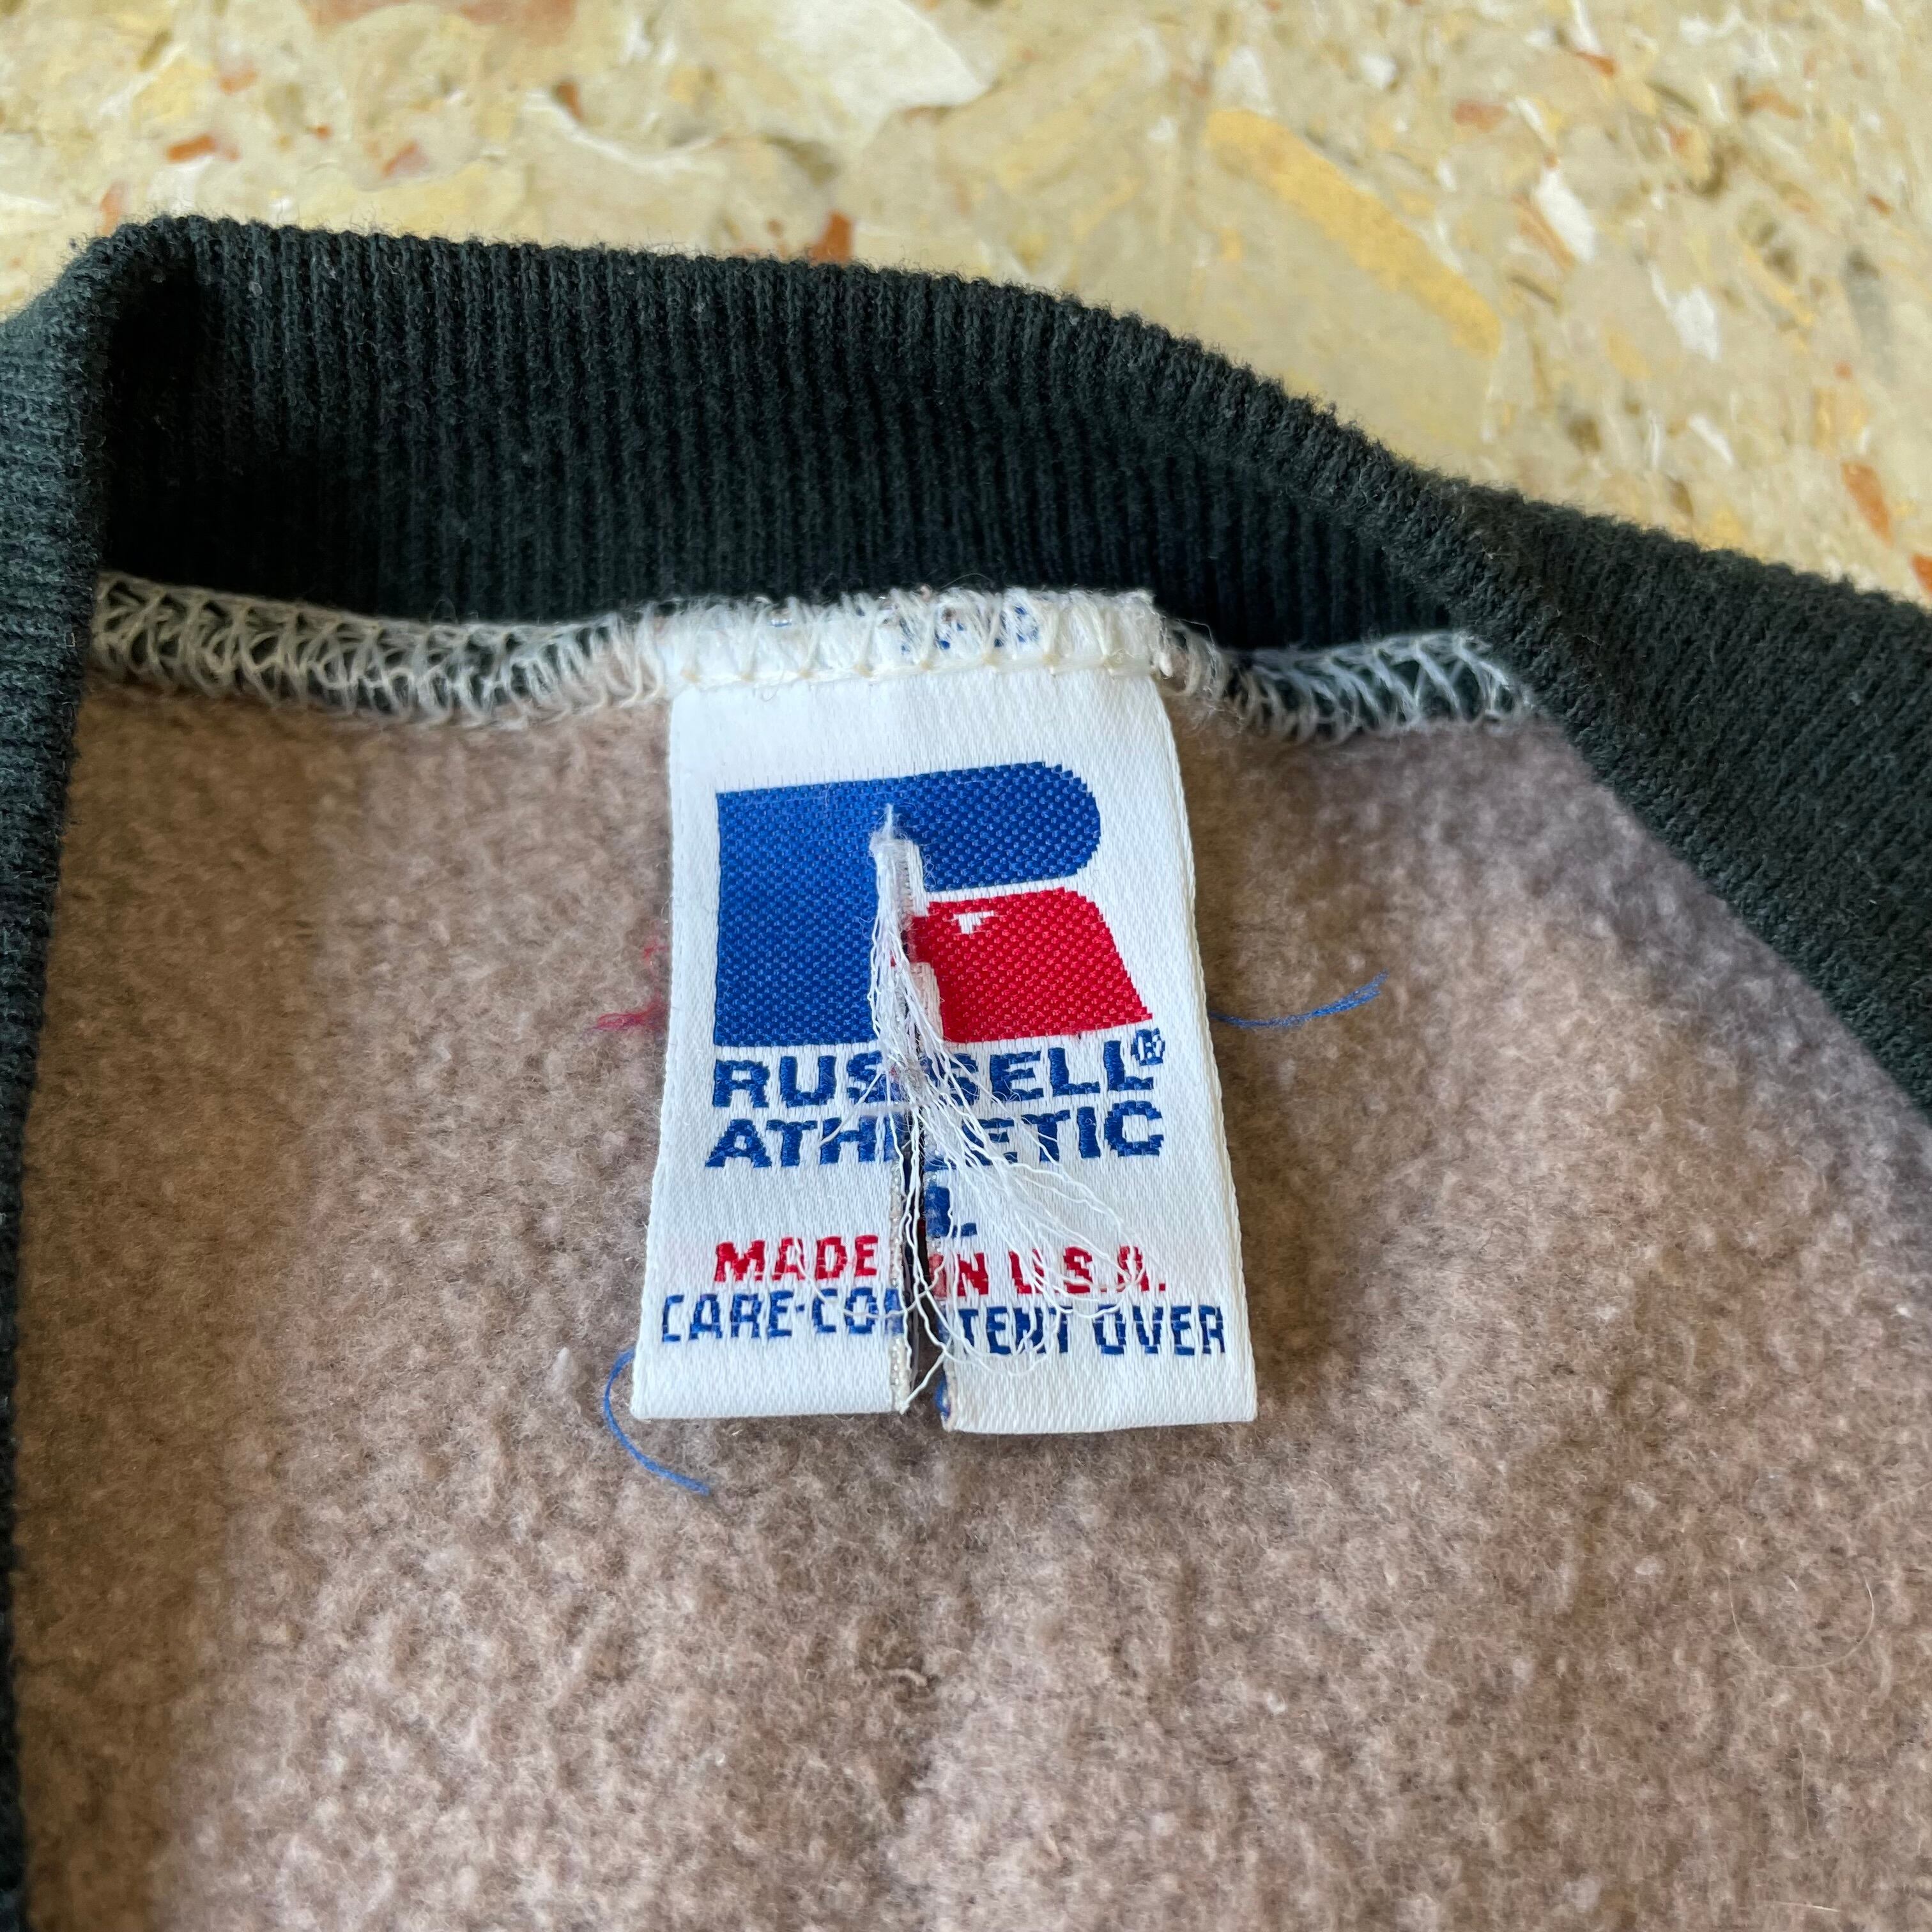 RUSSELL®
ATHLETIC
L
MADE IN U.S.A.
CARE-CONTENT OVER